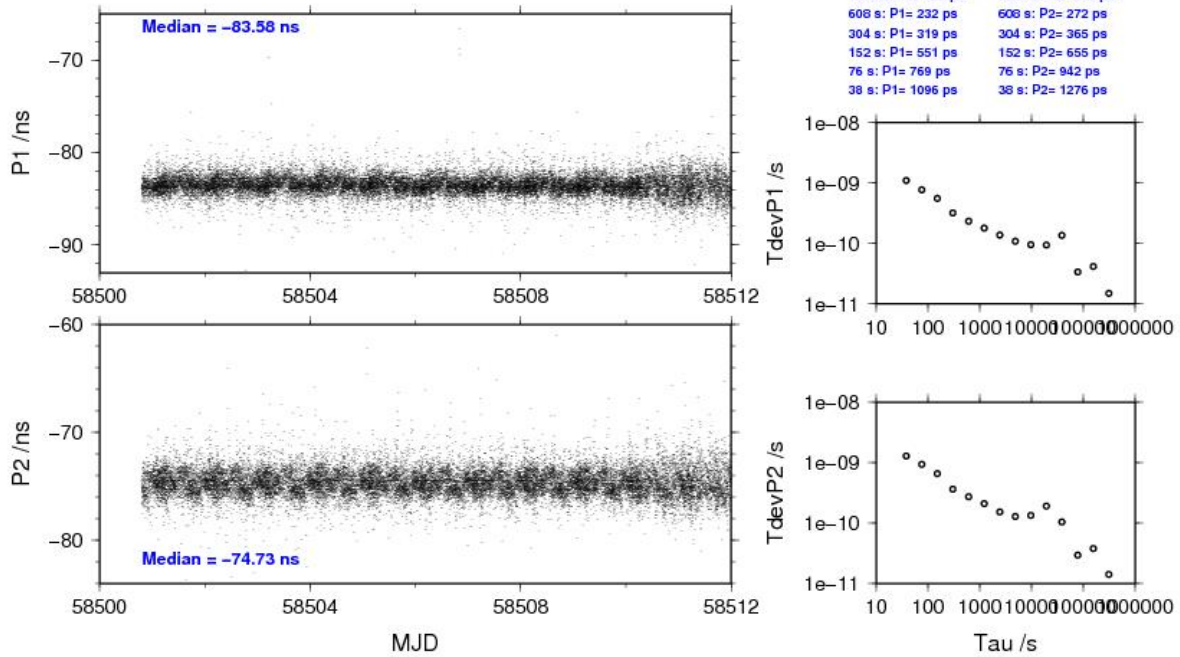 Median = −83.58 ns
P1 /ns
−70
−80
−90
58500 58504 58508 58512
−60
−70
−80
P2 /ns
Median = −74.73 ns
58500 58504 58508 58512
MJD
608 s: P1= 232 ps 608 s: P2= 272 ps
304 s: P1= 319 ps 304 s: P2= 365 ps
152 s: P1= 551 ps 152 s: P2= 655 ps
76 s: P1= 769 ps 76 s: P2= 942 ps
38 s: P1= 1096 ps 38 s: P2= 1276 ps
1e−08
1e−09
1e−10
1e−11
TdevP1 /s
10 100 1000 10000 100000 1000000
1e−08
1e−09
1e−10
1e−11
TdevP2 /s
10 100 1000 10000 100000 1000000
Tau /s